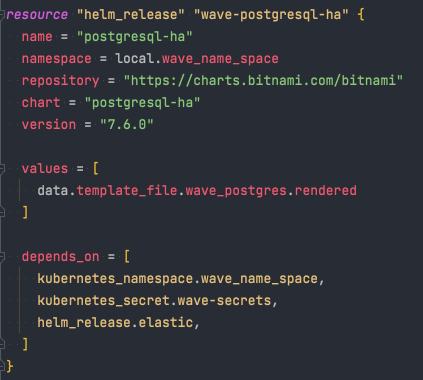 resource "helm_release" "wave-postgresql-ha" {
  name = "postgresql-ha"
  namespace = local.wave_name_space
  repository = "https://charts.bitnami.com/bitnami"
  chart = "postgresql-ha"
  version = "7.6.0"

  values = [
    data.template_file.wave_postgres.rendered
  ]

  depends_on = [
    kubernetes_namespace.wave_name_space,
    kubernetes_secret.wave-secrets,
    helm_release.elastic,
  ]
}